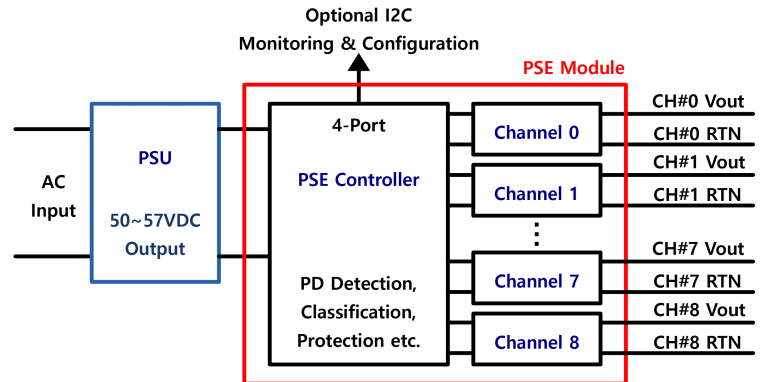 Optional I2C
Monitoring & Configuration
PSE Module
AC
Input
PSU
50~57VDC
Output
4-Port
PSE Controller
PD Detection,
Classification,
Protection etc.
Channel 0
Channel 1
Channel 7
Channel 8
CH#0 Vout
CH#0 RTN
CH#1 Vout
CH#1 RTN
CH#7 Vout
CH#7 RTN
CH#8 Vout
CH#8 RTN